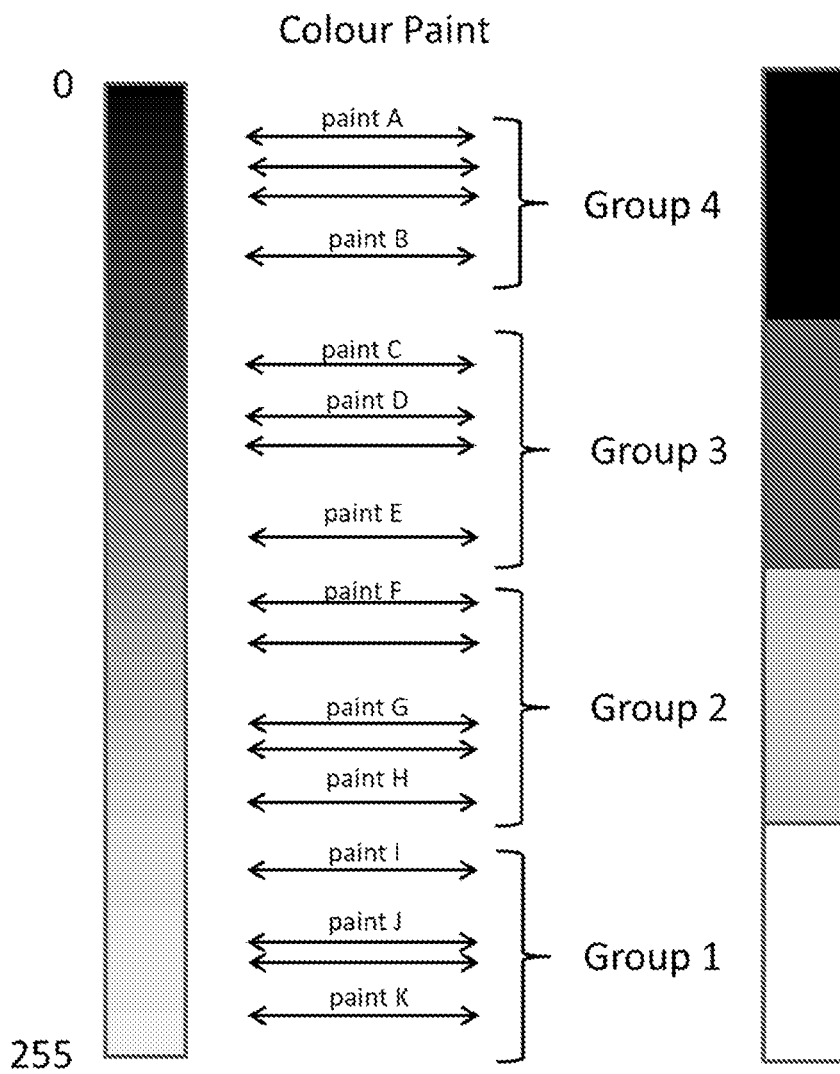 Colour Paint
0
paint A
paint B
Group 4
paint C
paint D
Group 3
paint E
paint F
paint G
Group 2
paint H
paint I
paint J
Group 1
paint K
255